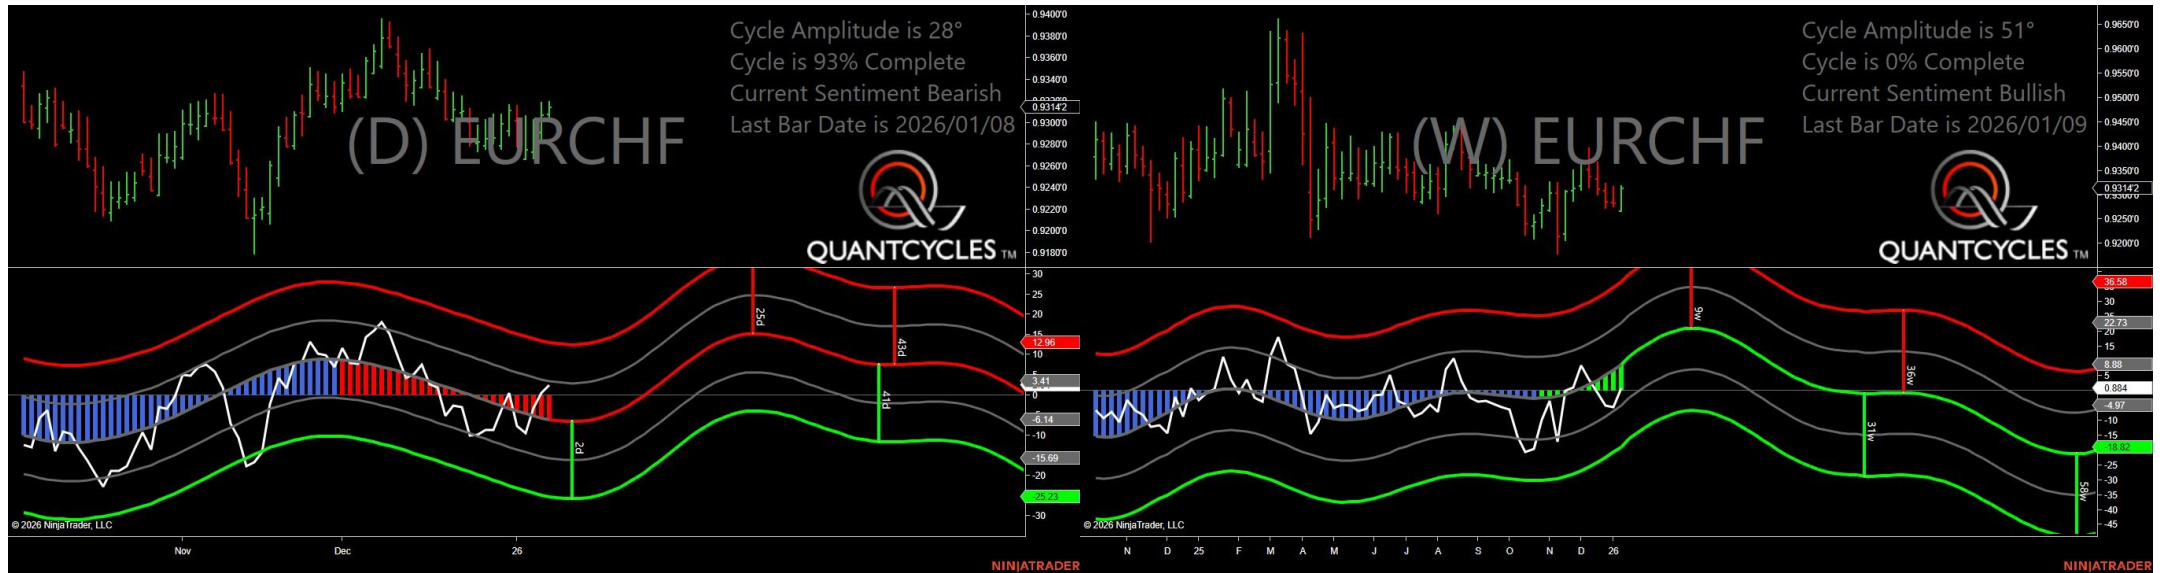 Cycle Amplitude is 28°
Cycle is 93% Complete
Current Sentiment Bearish
Last Bar Date is 2026/01/08
(D) EURCHF
QUANTCYCLES TM
0.9400'0
0.9380'0
0.9360'0
0.9340'0
0.9314'2
0.9300'0
0.9280'0
0.9260'0
0.9240'0
0.9220'0
0.9200'0
0.9180'0
30
25
20
15
12.96
10
5
3.41
0
-6.14
-10
-15.69
-20
-25.23
-30
25d
43d
41d
2d
© 2026 NinjaTrader, LLC
Nov
Dec
26
NINJATRADER
Cycle Amplitude is 51°
Cycle is 0% Complete
Current Sentiment Bullish
Last Bar Date is 2026/01/09
(W) EURCHF
QUANTCYCLES TM
0.9650'0
0.9600'0
0.9550'0
0.9500'0
0.9450'0
0.9400'0
0.9350'0
0.9314'2
0.9250'0
0.9200'0
36.58
30
22.73
20
15
8.88
5
0.884
-4.97
-10
-15
-18.82
-25
-30
-35
-40
-45
9w
36w
31w
58w
© 2026 NinjaTrader, LLC
N
D
25
F
M
A
M
J
J
A
S
O
N
D
26
NINJATRADER